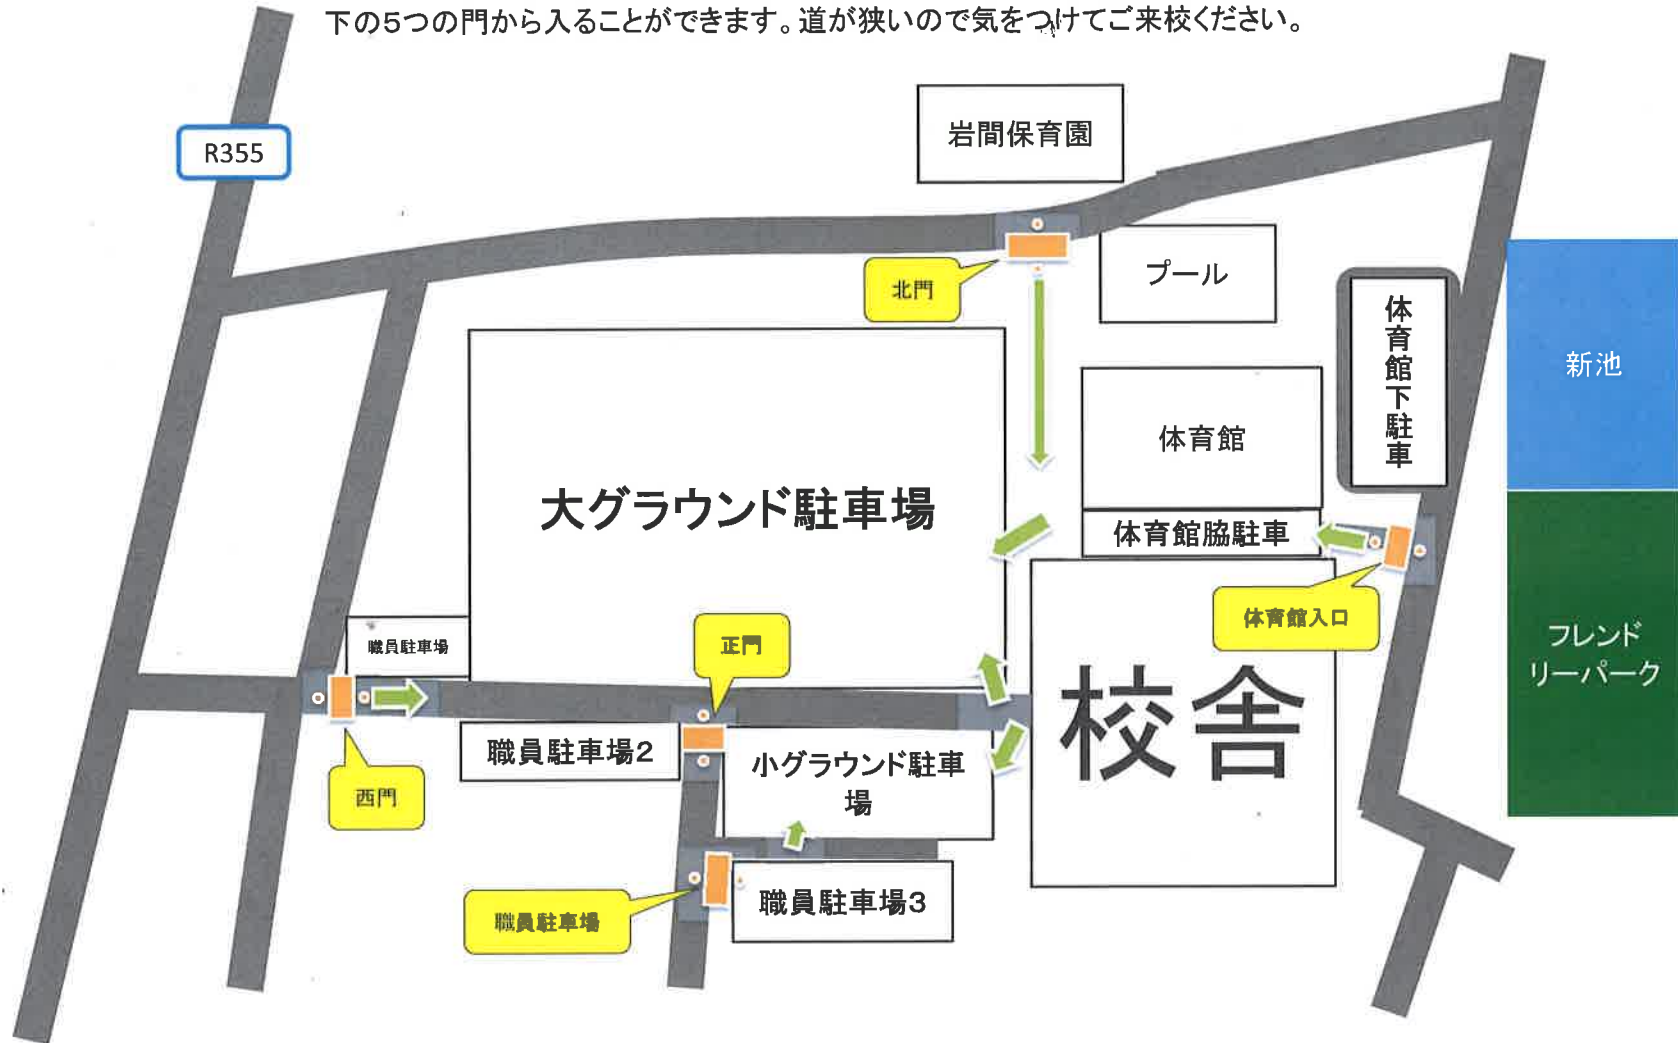 下の5つの門から入ることができます。道が狭いので気をつけてご来校ください。
R355
岩間保育園
北門
プール
体育館下駐車
新池
体育館
大グラウンド駐車場
体育館脇駐車
体育館入口
職員駐車場
正門
フレンド
リーパーク
校舎
職員駐車場2
小グラウンド駐車
場
西門
職員駐車場
職員駐車場3